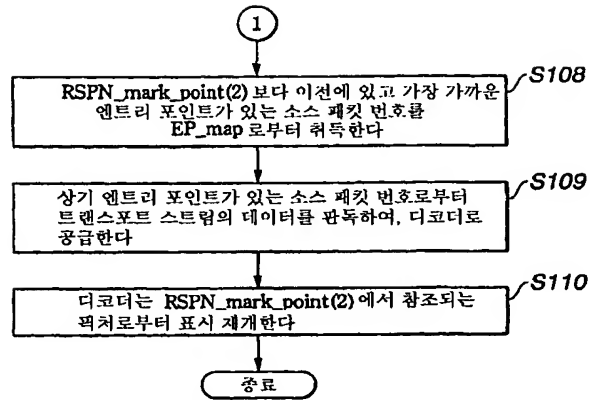 1
S108
RSPN_mark_point(2) 보다 이전에 있고 가장 가까운
엔트리 포인트가 있는 소스 패킷 번호를
EP_map 로부터 취득한다
S109
상기 엔트리 포인트가 있는 소스 패킷 번호로부터
트랜스포트 스트림의 데이터를 판독하여, 디코더로
공급한다
S110
디코더는 RSPN_mark_point(2) 에서 참조되는
픽처로부터 표시 재개한다
종료